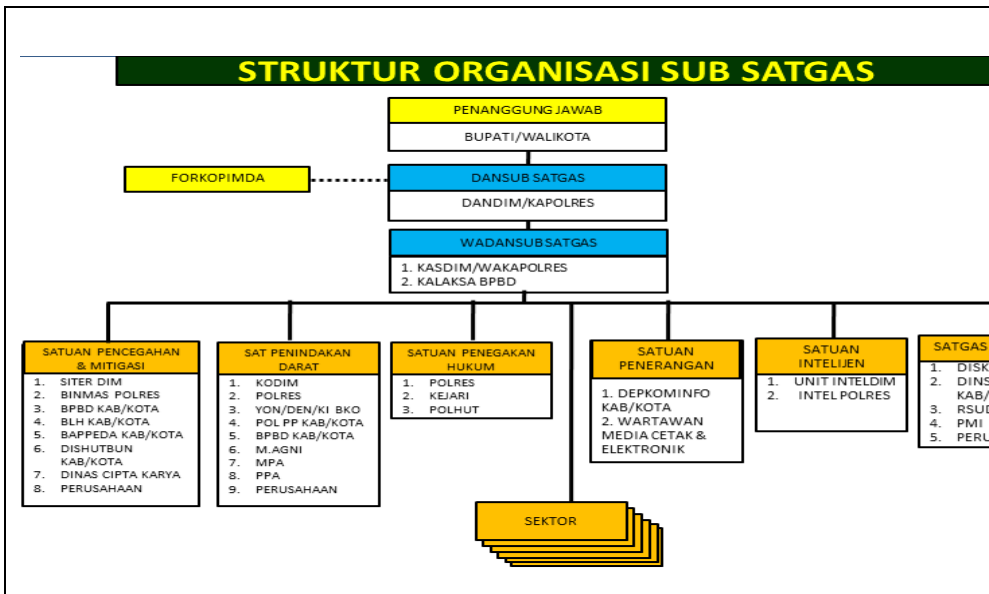 STRUKTUR ORGANISASI SUB SATGAS
PENANGGUNG JAWAB
BUPATI/WALIKOTA
FORKOPIMDA
DANSUB SATGAS
DANDIM/KAPOLRES
WADANSUBSATGAS
1. KASDIM/WAKAPOLRES
2. KALAKSA BPBD
SATUAN PENCEGAHAN
& MITIGASI
1. SITER DIM
2. BINMAS POLRES
3. BPBD KAB/KOTA
4. BLH KAB/KOTA
5. BAPPEDA KAB/KOTA
6. DISHUTBUN
KAB/KOTA
7. DINAS CIPTA KARYA
8. PERUSAHAAN
SAT PENINDAKAN
DARAT
1. KODIM
2. POLRES
3. YON/DEN/KI BKO
4. POL PP KAB/KOTA
5. BPBD KAB/KOTA
6. M.AGNI
7. MPA
8. PPA
9. PERUSAHAAN
SATUAN PENEGAKAN
HUKUM
1. POLRES
2. KEJARI
3. POLHUT
SATUAN
PENERANGAN
1. DEPKOMINFO
KAB/KOTA
2. WARTAWAN
MEDIA CETAK &
ELEKTRONIK
SATUAN
INTELIJEN
1. UNIT INTELDIM
2. INTEL POLRES
SATGAS
1.
2.
3.
4. PMI
5.
SEKTOR